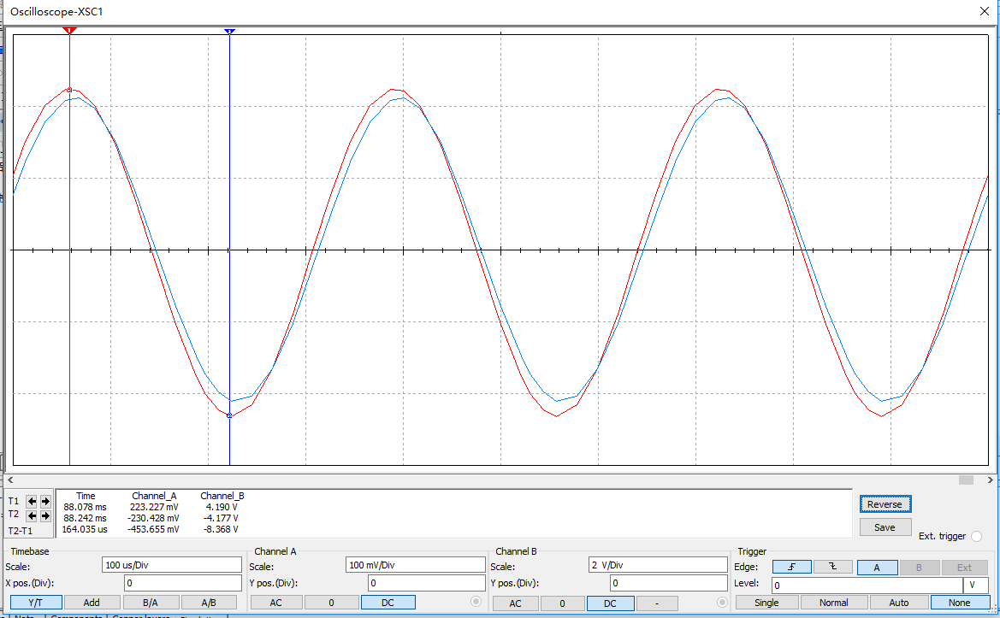 Oscilloscope-XSC1
1
2
T1
T2
T2-T1
Time Channel_A Channel_B
88.078 ms 223.227 mV 4.190 V
88.242 ms -230.428 mV -4.177 V
164.035 us -453.655 mV -8.368 V
Reverse
Save
Ext. trigger
Timebase
Scale: 100 us/Div
X pos.(Div): 0
Y/T Add B/A A/B
Channel A
Scale: 100 mV/Div
Y pos.(Div): 0
AC 0 DC
Channel B
Scale: 2 V/Div
Y pos.(Div): 0
AC 0 DC -
Trigger
Edge: A B Ext
Level: 0 V
Single Normal Auto None